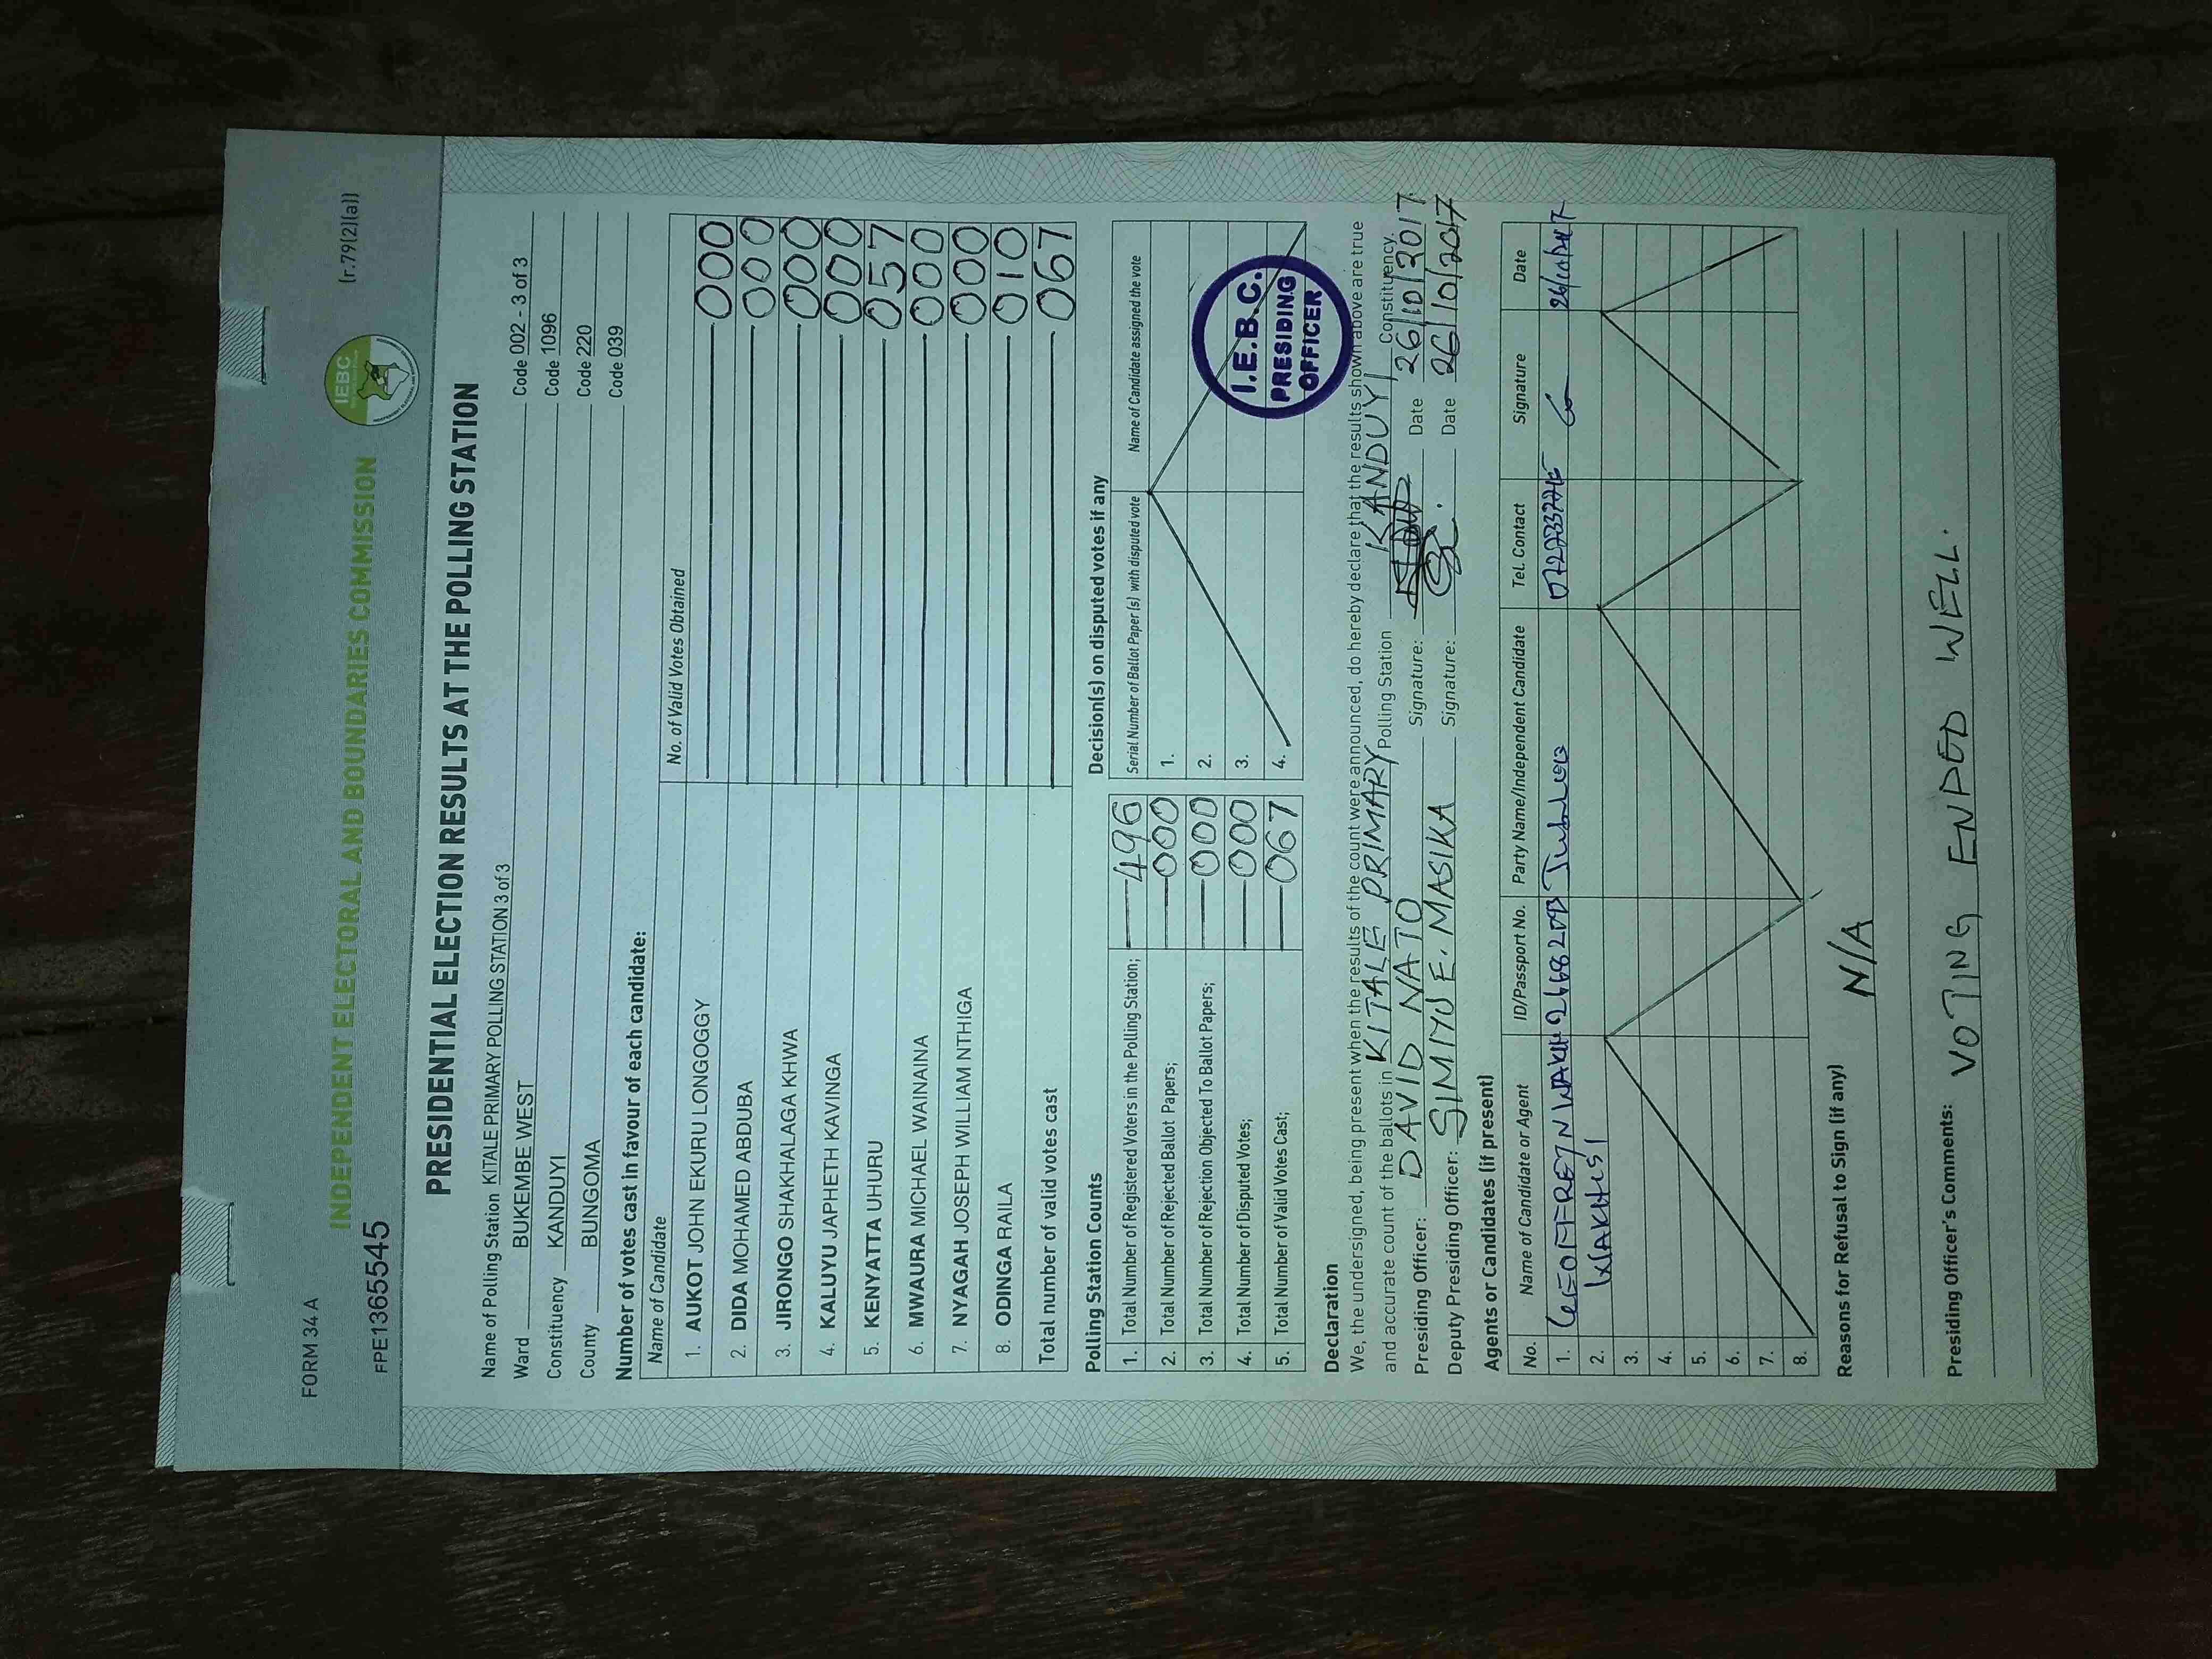 FORM 34 A (r.79(2)(a))
INDEPENDENT ELECTORAL AND BOUNDARIES COMMISSION
IEBC
FPE1365545
PRESIDENTIAL ELECTION RESULTS AT THE POLLING STATION
Name of Polling Station KITALE PRIMARY POLLING STATION 3 of 3 Code 002 - 3 of 3
Ward BUKEMBE WEST Code 1096
Constituency KANDUYI Code 220
County BUNGOMA Code 039
Number of votes cast in favour of each candidate:
Name of Candidate No. of Valid Votes Obtained
1. AUKOT JOHN EKURU LONGOGGY 000
2. DIDA MOHAMED ABDUBA 000
3. JIRONGO SHAKHALAGA KHWA 000
4. KALUYU JAPHETH KAVINGA 000
5. KENYATTA UHURU 057
6. MWAURA MICHAEL WAINAINA 000
7. NYAGAH JOSEPH WILLIAM NTHIGA 000
8. ODINGA RAILA 010
Total number of valid votes cast 067
Polling Station Counts
1. Total Number of Registered Voters in the Polling Station; 496
2. Total Number of Rejected Ballot Papers; 000
3. Total Number of Rejection Objected To Ballot Papers; 000
4. Total Number of Disputed Votes; 000
5. Total Number of Valid Votes Cast; 067
Decision(s) on disputed votes if any
Serial Number of Ballot Paper (s) with disputed vote Name of Candidate assigned the vote
1.
2.
3.
4.
I.E.B.C.
PRESIDING
OFFICER
Declaration
We, the undersigned, being present when the results of the count were announced, do hereby declare that the results shown above are true
and accurate count of the ballots in KITALE PRIMARY Polling Station KANDUYI Constituency.
Presiding Officer: DAVID NATO Signature: Date 26/10/2017.
Deputy Presiding Officer: SIMIYU E. MASIKA Signature: Date 26/10/2017
Agents or Candidates (if present)
No. Name of Candidate or Agent ID/Passport No. Party Name/Independent Candidate Tel. Contact Signature Date
1. GEOFFREY N Jubilee
2. WAKHISI
3.
4.
5.
6.
7.
8.
Reasons for Refusal to Sign (if any)
N/A
Presiding Officer's Comments: VOTING ENDED WELL.